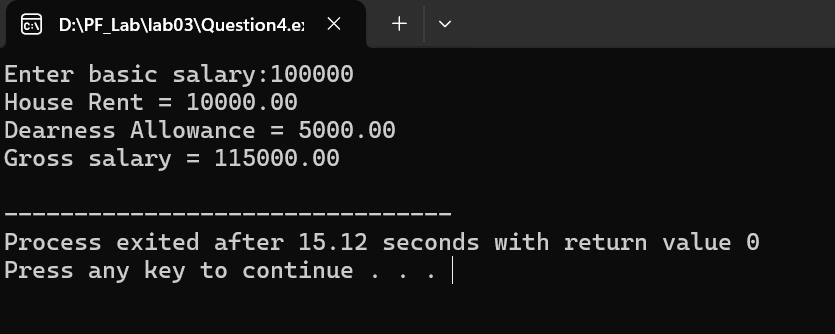 D:\PF_Lab\lab03\Question4.e
Enter basic salary:100000
House Rent = 10000.00
Dearness Allowance = 5000.00
Gross salary = 115000.00
--------------------------------
Process exited after 15.12 seconds with return value 0
Press any key to continue . . .